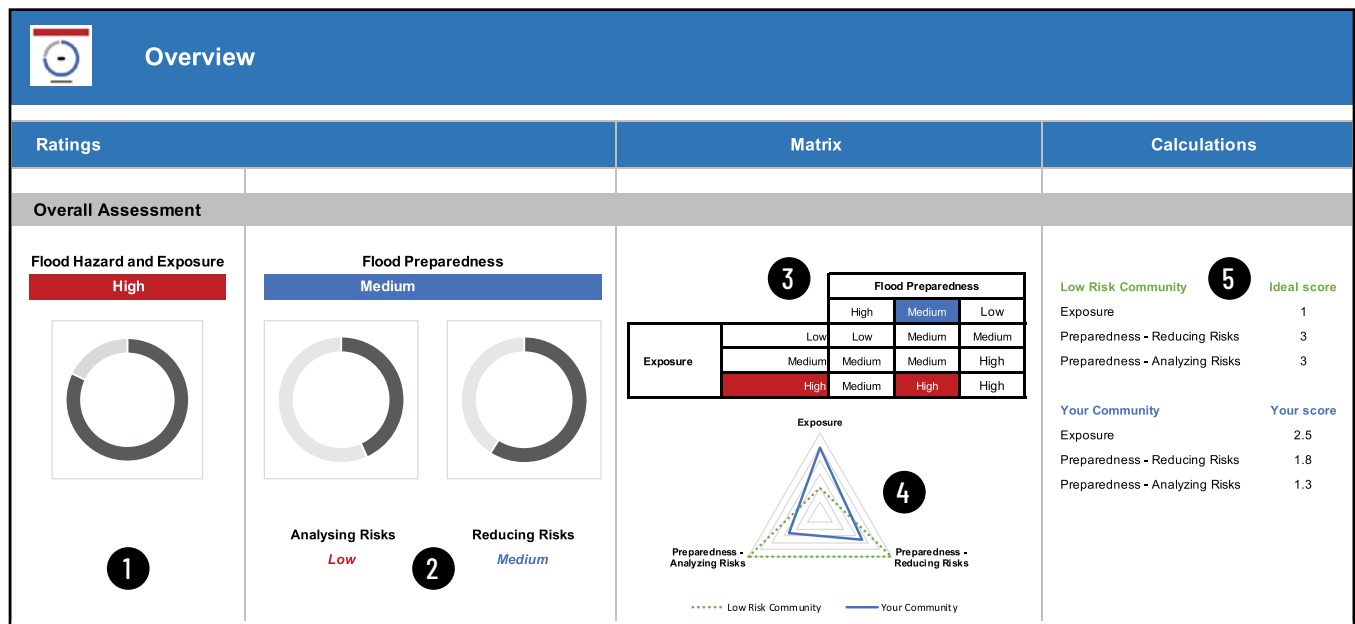 Overview
Ratings
Matrix
Calculations
Overall Assessment
Flood Hazard and Exposure
High
1
Flood Preparedness
Medium
Analysing Risks
Low
2
Reducing Risks
Medium
3
Flood Preparedness
High Medium Low
Exposure
Low Low Medium Medium
Medium Medium Medium High
High Medium High High
Exposure
4
Preparedness -
Analyzing Risks
Preparedness -
Reducing Risks
Low Risk Community
Your Community
5
Low Risk Community Ideal score
Exposure 1
Preparedness - Reducing Risks 3
Preparedness - Analyzing Risks 3
Your Community Your score
Exposure 2.5
Preparedness - Reducing Risks 1.8
Preparedness - Analyzing Risks 1.3